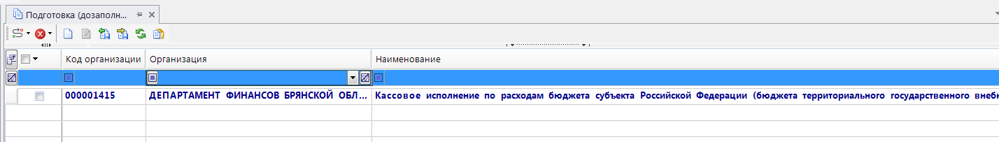 Подготовка (дозаполн...
Код организации Организация Наименование
000001415 ДЕПАРТАМЕНТ ФИНАНСОВ БРЯНСКОЙ ОБЛ... Кассовое исполнение по расходам бюджета субъекта Российской Федерации (бюджета территориального государственного внебю